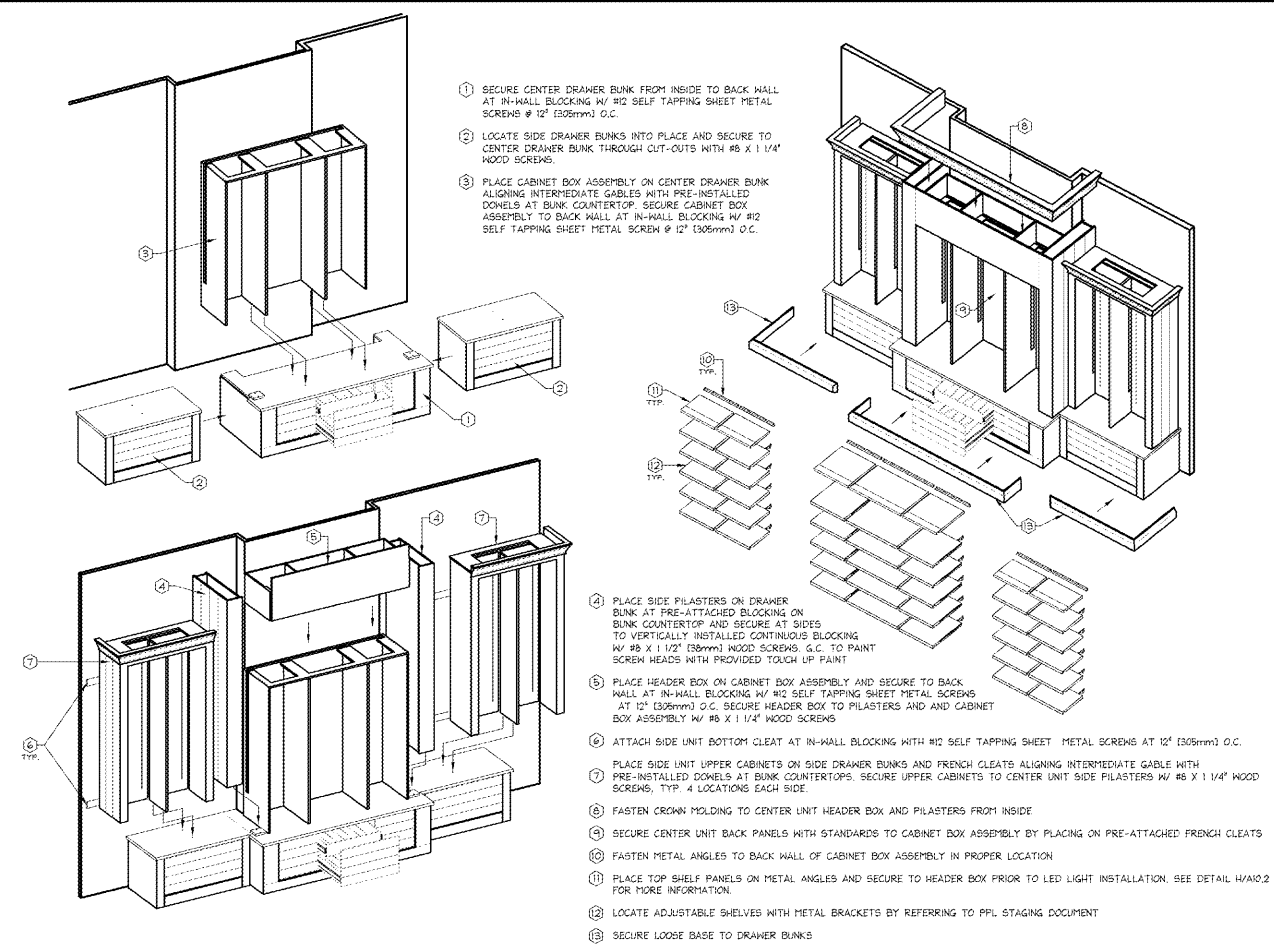 1 SECURE CENTER DRAWER BUNK FROM INSIDE TO BACK WALL
AT IN-WALL BLOCKING W/ #12 SELF TAPPING SHEET METAL
SCREWS @ 12" [305mm] O.C.
2 LOCATE SIDE DRAWER BUNKS INTO PLACE AND SECURE TO
CENTER DRAWER BUNK THROUGH CUT-OUTS WITH #8 X 1 1/4"
WOOD SCREWS.
3 PLACE CABINET BOX ASSEMBLY ON CENTER DRAWER BUNK
ALIGNING INTERMEDIATE GABLES WITH PRE-INSTALLED
DOWELS AT BUNK COUNTERTOP. SECURE CABINET BOX
ASSEMBLY TO BACK WALL AT IN-WALL BLOCKING W/ #12
SELF TAPPING SHEET METAL SCREW @ 12" [305mm] O.C.
3
2
1
2
8
13
9
10
TYP.
11
TYP.
12
TYP.
13
4
7
5
4
7
6
TYP.
4 PLACE SIDE PILASTERS ON DRAWER
BUNK AT PRE-ATTACHED BLOCKING ON
BUNK COUNTERTOP AND SECURE AT SIDES
TO VERTICALLY INSTALLED CONTINUOUS BLOCKING
W/ #8 X 1 1/2" [38mm] WOOD SCREWS. G.C. TO PAINT
SCREW HEADS WITH PROVIDED TOUCH UP PAINT
5 PLACE HEADER BOX ON CABINET BOX ASSEMBLY AND SECURE TO BACK
WALL AT IN-WALL BLOCKING W/ #12 SELF TAPPING SHEET METAL SCREWS
AT 12" [305mm] O.C. SECURE HEADER BOX TO PILASTERS AND AND CABINET
BOX ASSEMBLY W/ #8 X 1 1/4" WOOD SCREWS
6 ATTACH SIDE UNIT BOTTOM CLEAT AT IN-WALL BLOCKING WITH #12 SELF TAPPING SHEET METAL SCREWS AT 12" [305mm] O.C.
PLACE SIDE UNIT UPPER CABINETS ON SIDE DRAWER BUNKS AND FRENCH CLEATS ALIGNING INTERMEDIATE GABLE WITH
7 PRE-INSTALLED DOWELS AT BUNK COUNTERTOPS. SECURE UPPER CABINETS TO CENTER UNIT SIDE PILASTERS W/ #8 X 1 1/4" WOOD
SCREWS, TYP. 4 LOCATIONS EACH SIDE.
8 FASTEN CROWN MOLDING TO CENTER UNIT HEADER BOX AND PILASTERS FROM INSIDE
9 SECURE CENTER UNIT BACK PANELS WITH STANDARDS TO CABINET BOX ASSEMBLY BY PLACING ON PRE-ATTACHED FRENCH CLEATS
10 FASTEN METAL ANGLES TO BACK WALL OF CABINET BOX ASSEMBLY IN PROPER LOCATION
11 PLACE TOP SHELF PANELS ON METAL ANGLES AND SECURE TO HEADER BOX PRIOR TO LED LIGHT INSTALLATION. SEE DETAIL H/A10.2
FOR MORE INFORMATION.
12 LOCATE ADJUSTABLE SHELVES WITH METAL BRACKETS BY REFERRING TO PPL STAGING DOCUMENT
13 SECURE LOOSE BASE TO DRAWER BUNKS